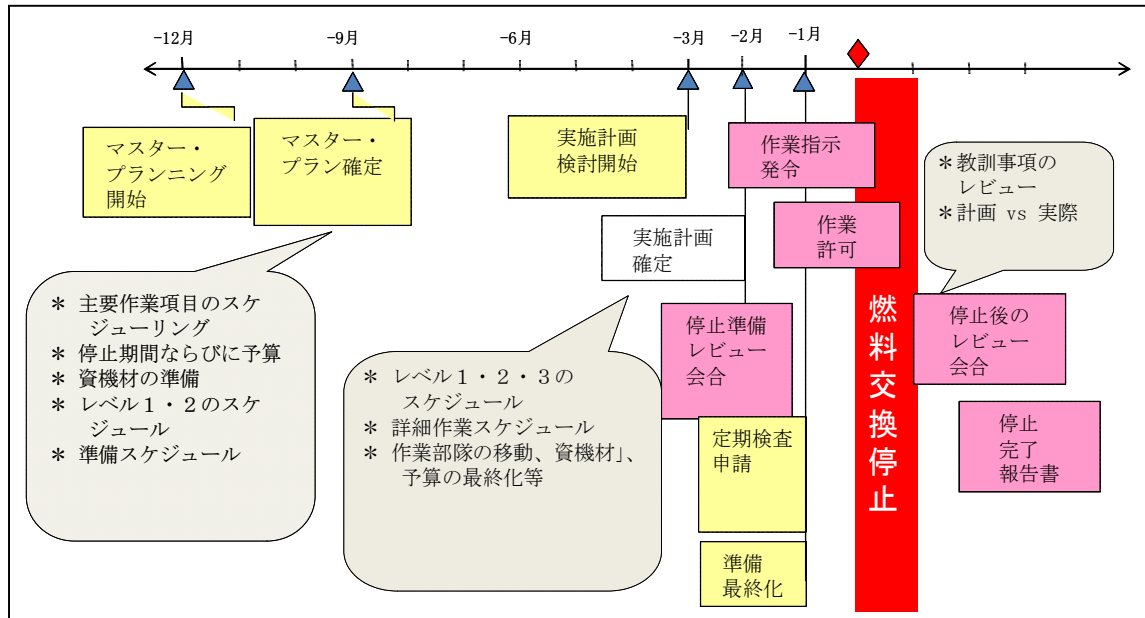 -12月
-9月
-6月
-3月
-2月
-1月
マスター・
プランニング
開始
マスター・
プラン確定
実施計画
検討開始
作業指示
発令
＊教訓事項の
レビュー
＊計画 vs 実際
実施計画
確定
作業
許可
＊ 主要作業項目のスケ
ジューリング
＊ 停止期間ならびに予算
＊ 資機材の準備
＊ レベル１・２のスケ
ジュール
＊ 準備スケジュール
＊ レベル１・２・３の
スケジュール
＊ 詳細作業スケジュール
＊ 作業部隊の移動、資機材」、
予算の最終化等
停止準備
レビュー
会合
定期検査
申請
準備
最終化
燃料交換停止
停止後の
レビュー
会合
停止
完了
報告書